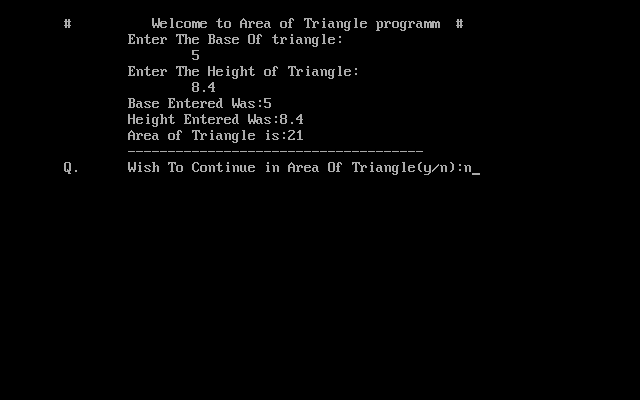 # Welcome to Area of Triangle programm #
Enter The Base Of triangle:
5
Enter The Height of Triangle:
8.4
Base Entered Was:5
Height Entered Was:8.4
Area of Triangle is:21
-------------------------------------
Q. Wish To Continue in Area Of Triangle(y/n):n_